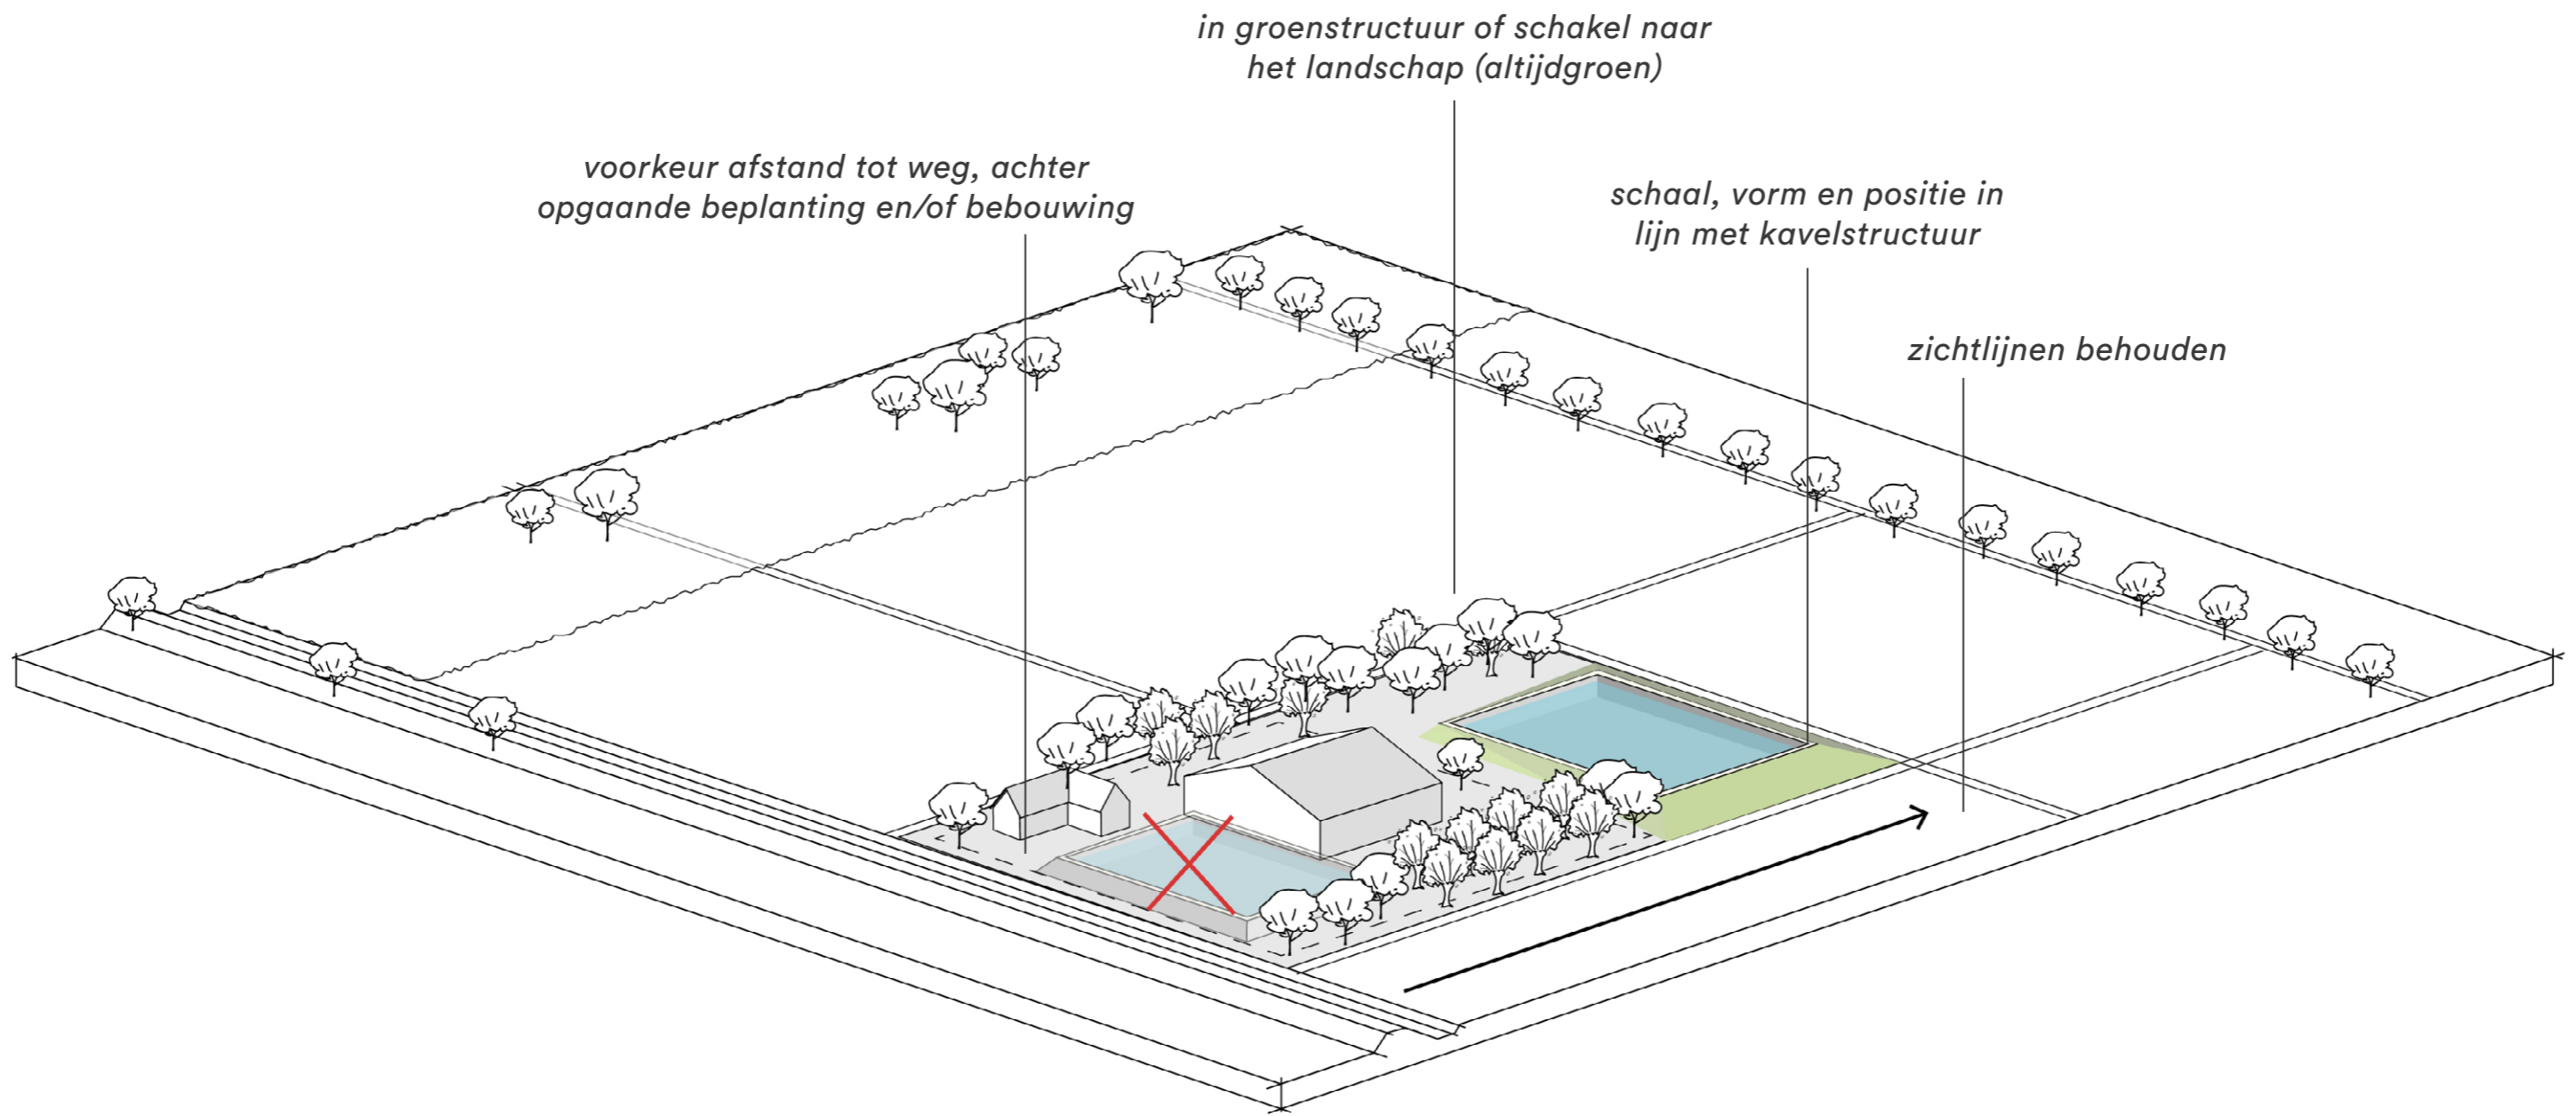 in groenstructuur of schakel naar
het landschap (altijdgroen)
voorkeur afstand tot weg, achter
opgaande beplanting en/of bebouwing
schaal, vorm en positie in
lijn met kavelstructuur
zichtlijnen behouden